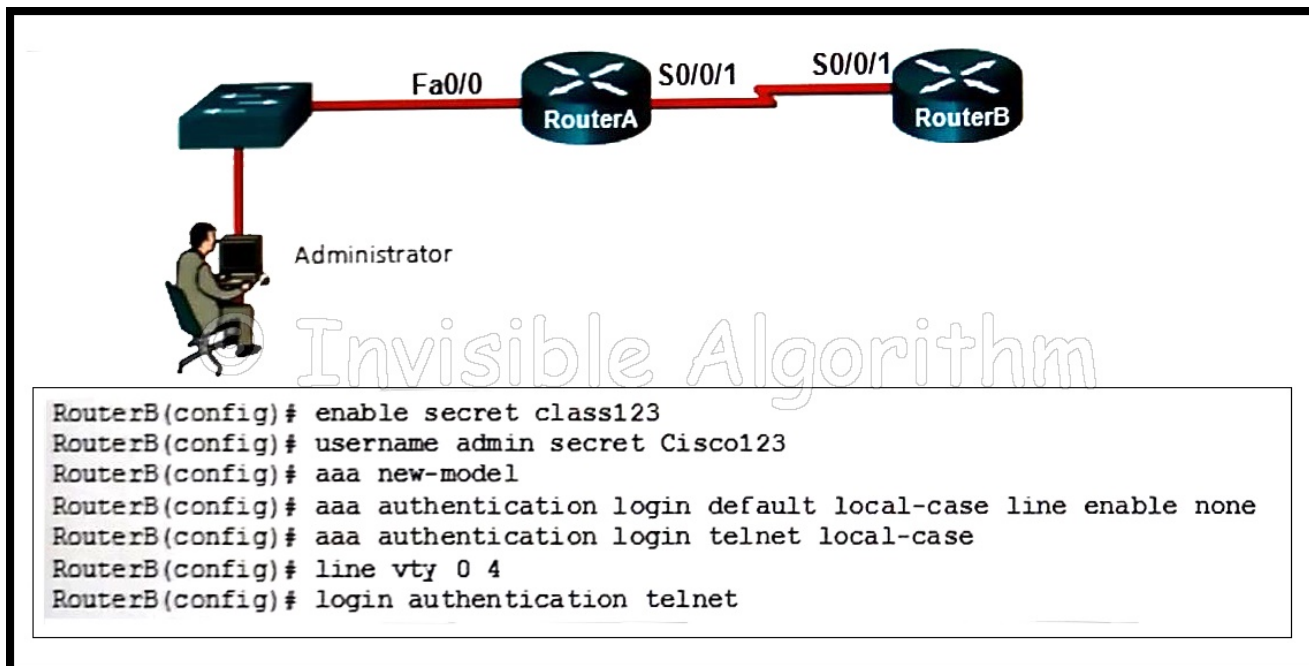 Fa0/0
S0/0/1
S0/0/1
RouterA
RouterB
Administrator
© Invisible Algorithm
RouterB(config)# enable secret class123
RouterB(config)# username admin secret Cisco123
RouterB(config)# aaa new-model
RouterB(config)# aaa authentication login default local-case line enable none
RouterB(config)# aaa authentication login telnet local-case
RouterB(config)# line vty 0 4
RouterB(config)# login authentication telnet